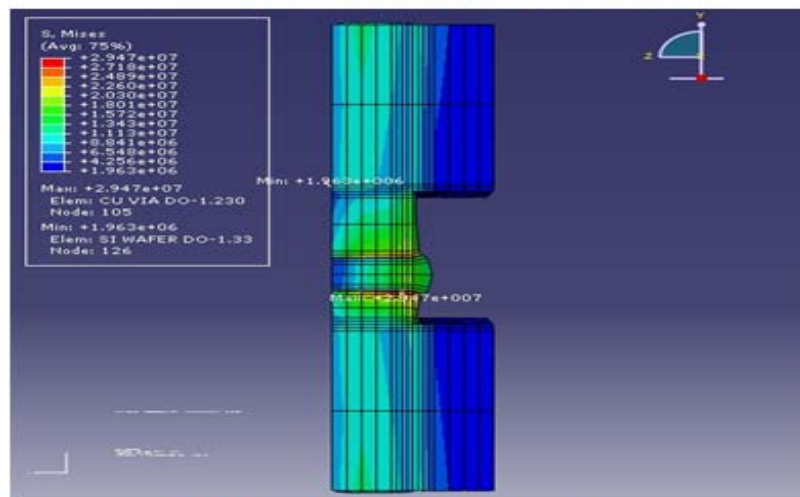 S, Mises
(Avg: 75%)
+2.947e+07
+2.718e+07
+2.489e+07
+2.260e+07
+2.030e+07
+1.801e+07
+1.572e+07
+1.343e+07
+1.113e+07
+8.841e+06
+6.548e+06
+4.256e+06
+1.963e+06
Max: +2.947e+07
Elem: CU VIA DO-1.230
Node: 105
Min: +1.963e+06
Elem: SI WAFER DO-1.33
Node: 126
Y
Z
Min: +1.963e+006
Max: +2.947e+007